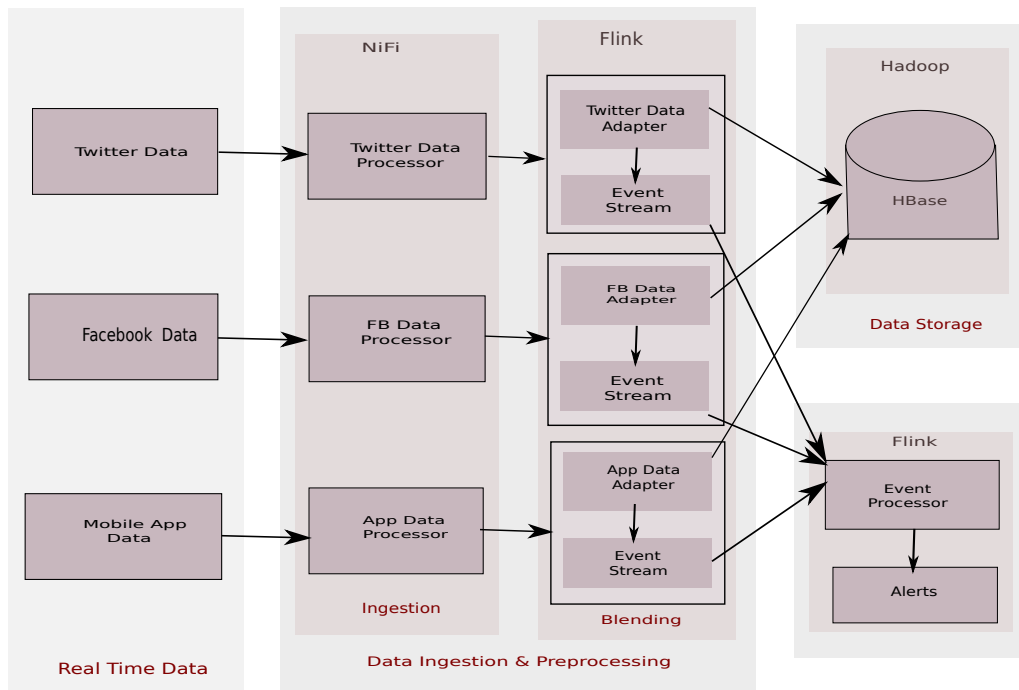 Twitter Data
Facebook Data
Mobile App
Data
Real Time Data
NiFi
Twitter Data
Processor
FB Data
Processor
App Data
Processor
Ingestion
Flink
Twitter Data
Adapter
Event
Stream
FB Data
Adapter
Event
Stream
App Data
Adapter
Event
Stream
Blending
Data Ingestion & Preprocessing
Hadoop
HBase
Data Storage
Flink
Event
Processor
Alerts